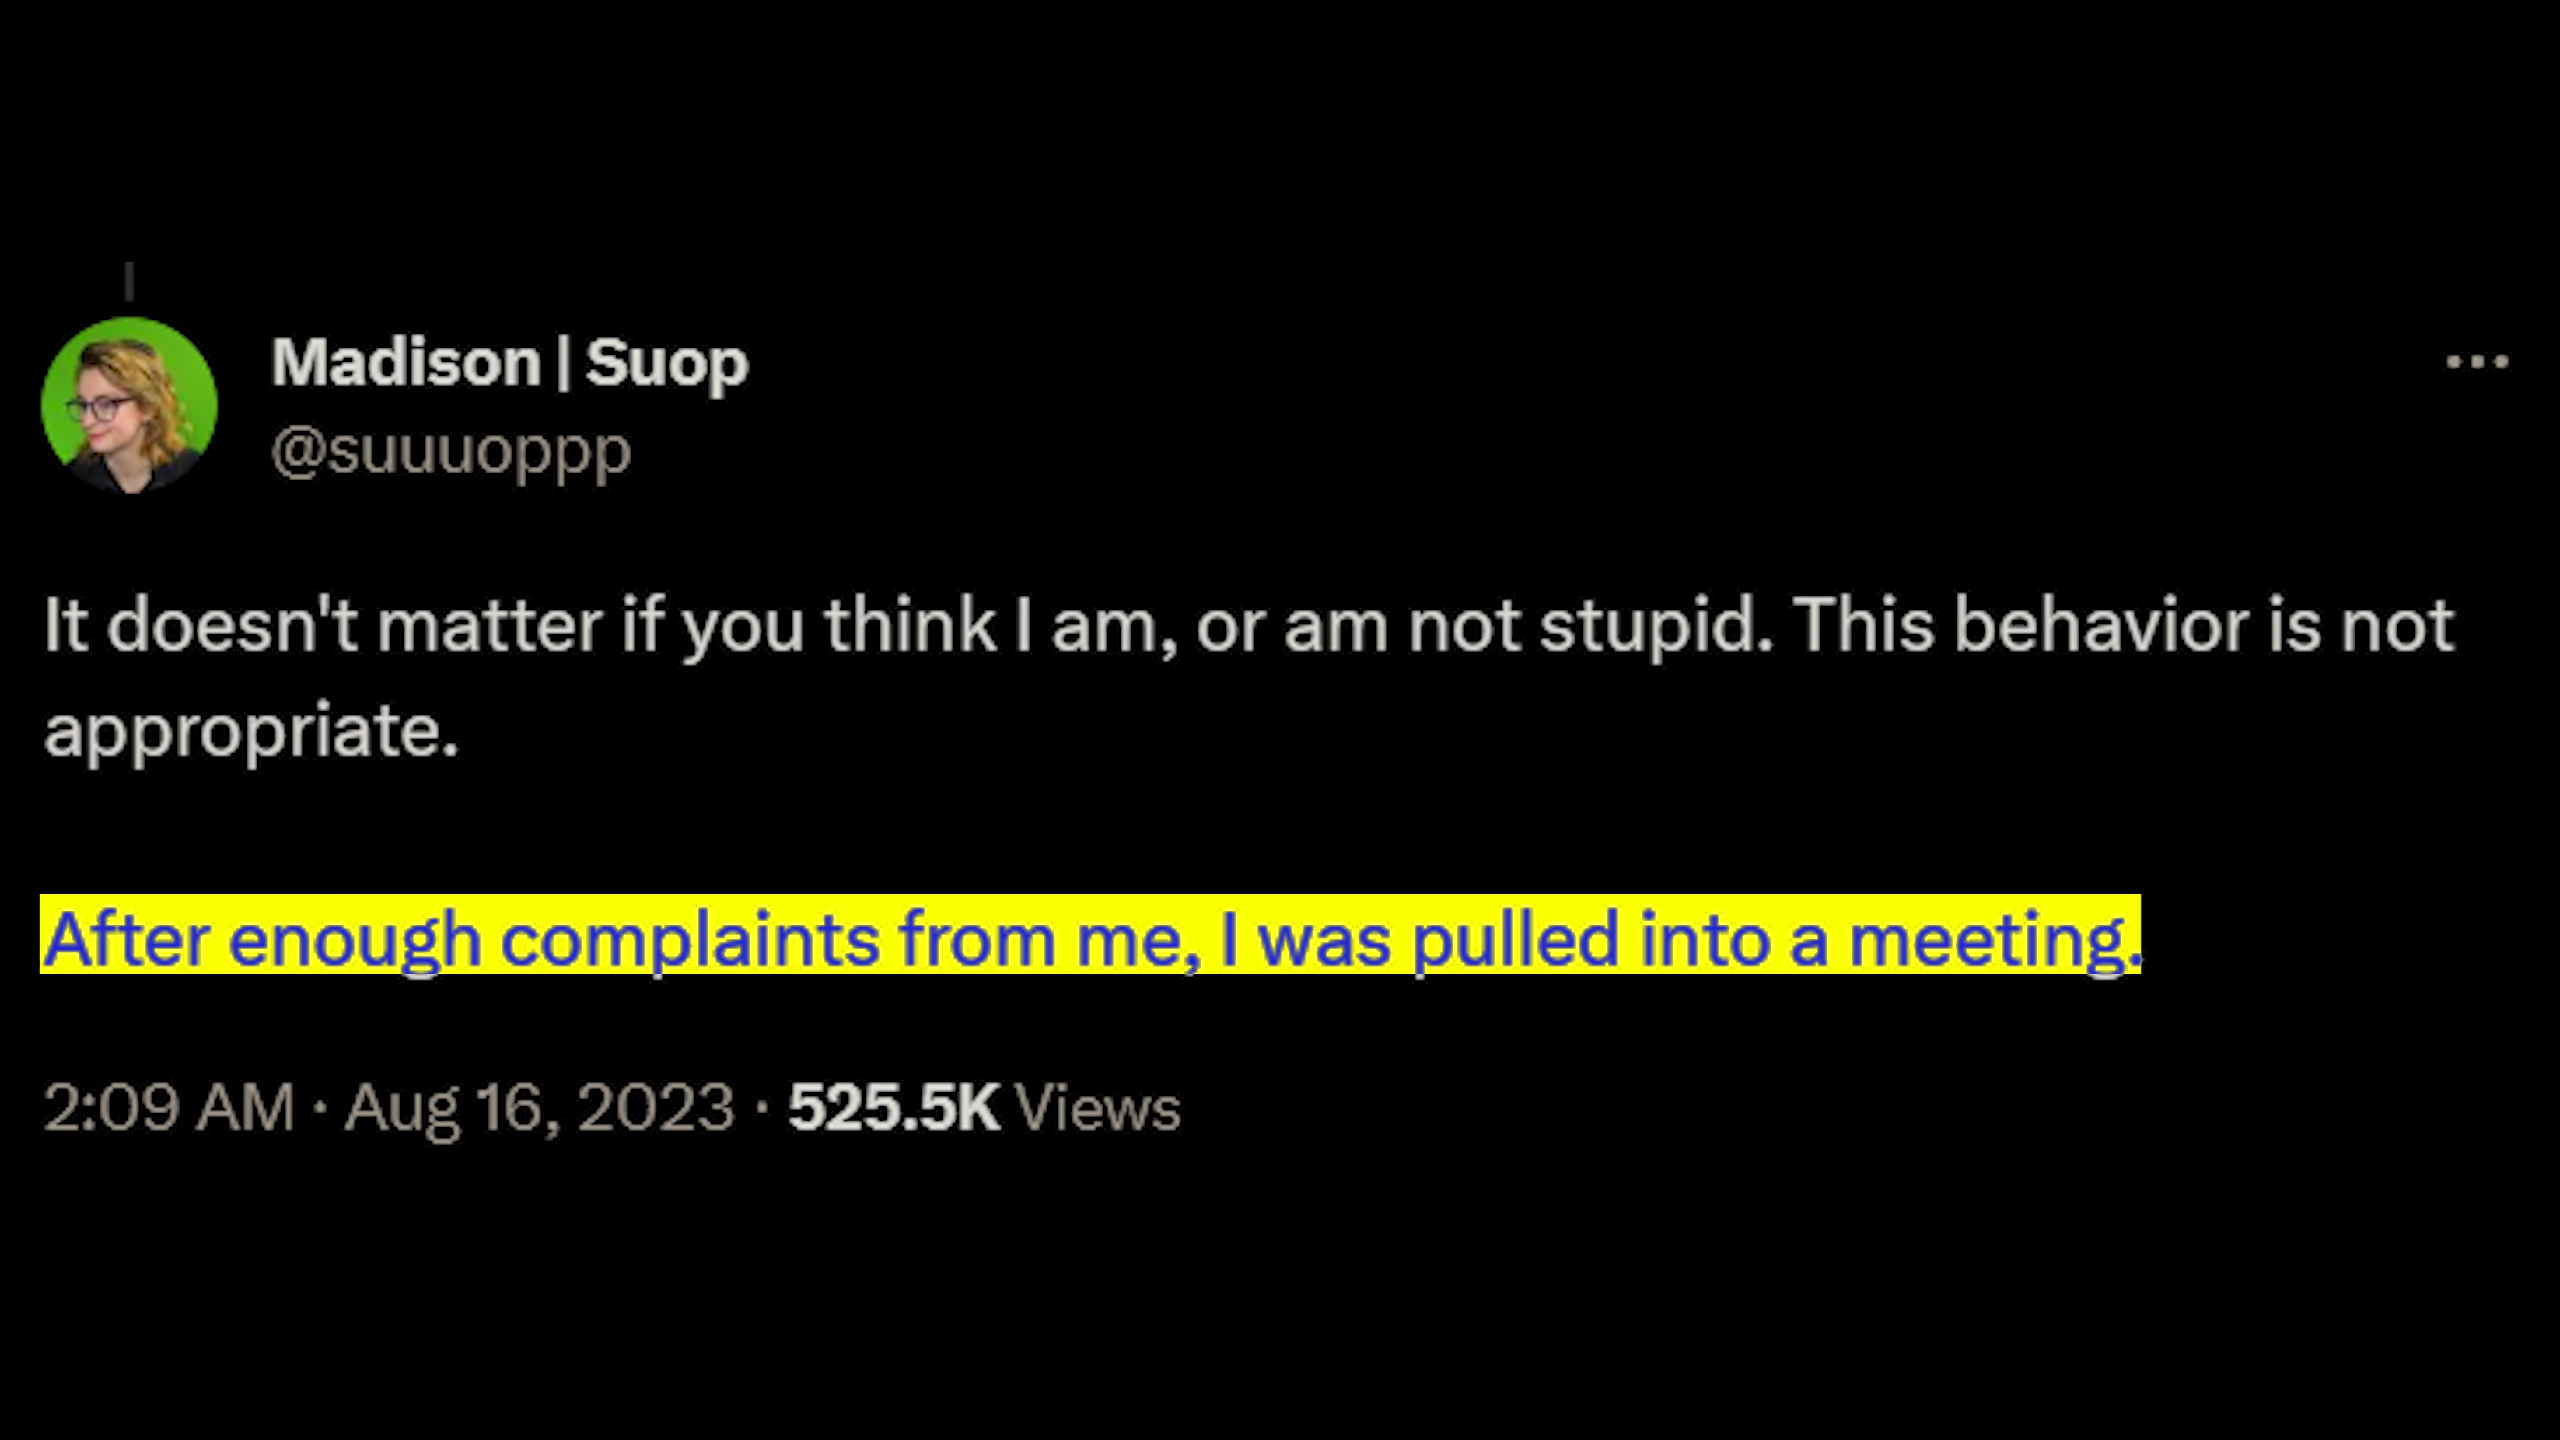 Madison | Suop
@suuuoppp
It doesn't matter if you think I am, or am not stupid. This behavior is not
appropriate.
After enough complaints from me, I was pulled into a meeting.
2:09 AM · Aug 16, 2023 · 525.5K Views